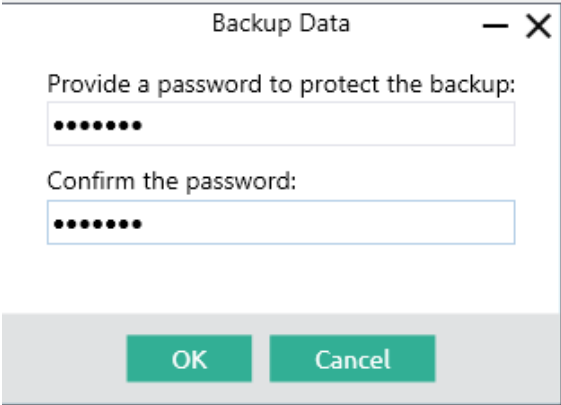 Backup Data
Provide a password to protect the backup:
•••••••
Confirm the password:
•••••••
OK Cancel